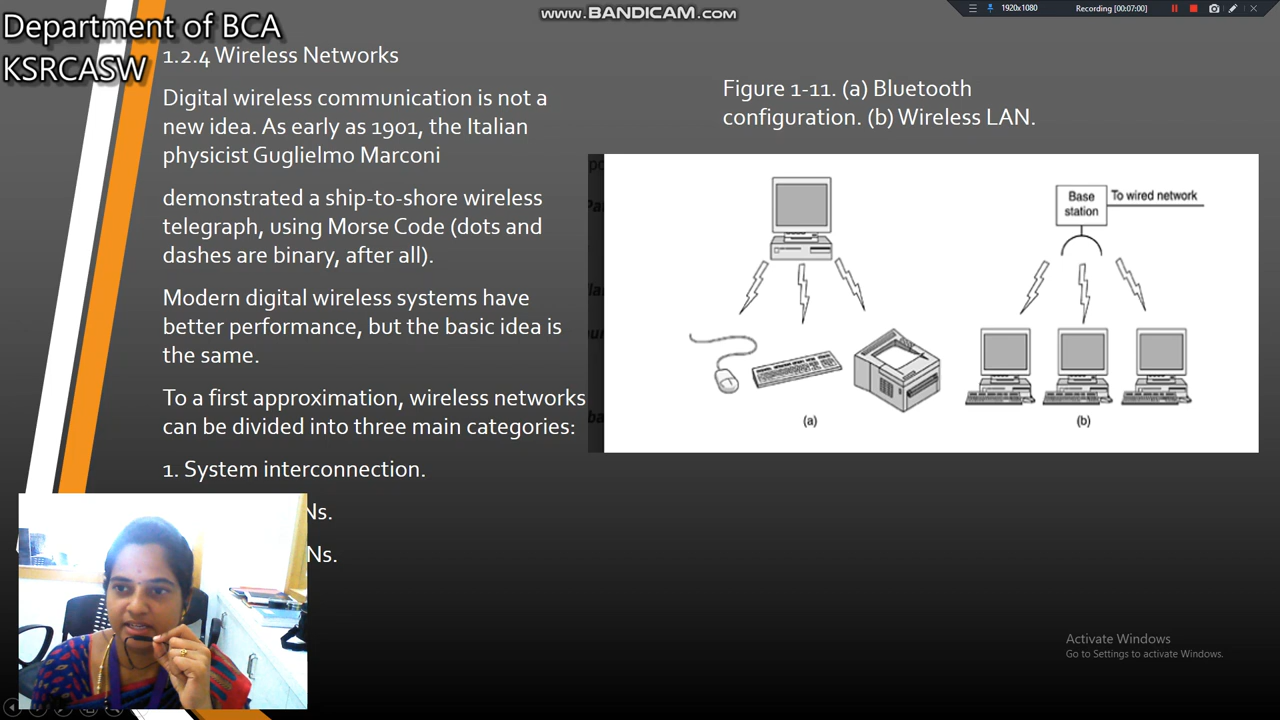 www.BANDICAM.com
1920x1080
Recording [00:07:00]
Department of BCA
KSRCASW
1.2.4 Wireless Networks
Digital wireless communication is not a
new idea. As early as 1901, the Italian
physicist Guglielmo Marconi
demonstrated a ship-to-shore wireless
telegraph, using Morse Code (dots and
dashes are binary, after all).
Modern digital wireless systems have
better performance, but the basic idea is
the same.
To a first approximation, wireless networks
can be divided into three main categories:
1. System interconnection.
Ns.
Ns.
Figure 1-11. (a) Bluetooth
configuration. (b) Wireless LAN.
Base
station
To wired network
(a)
(b)
Activate Windows
Go to Settings to activate Windows.